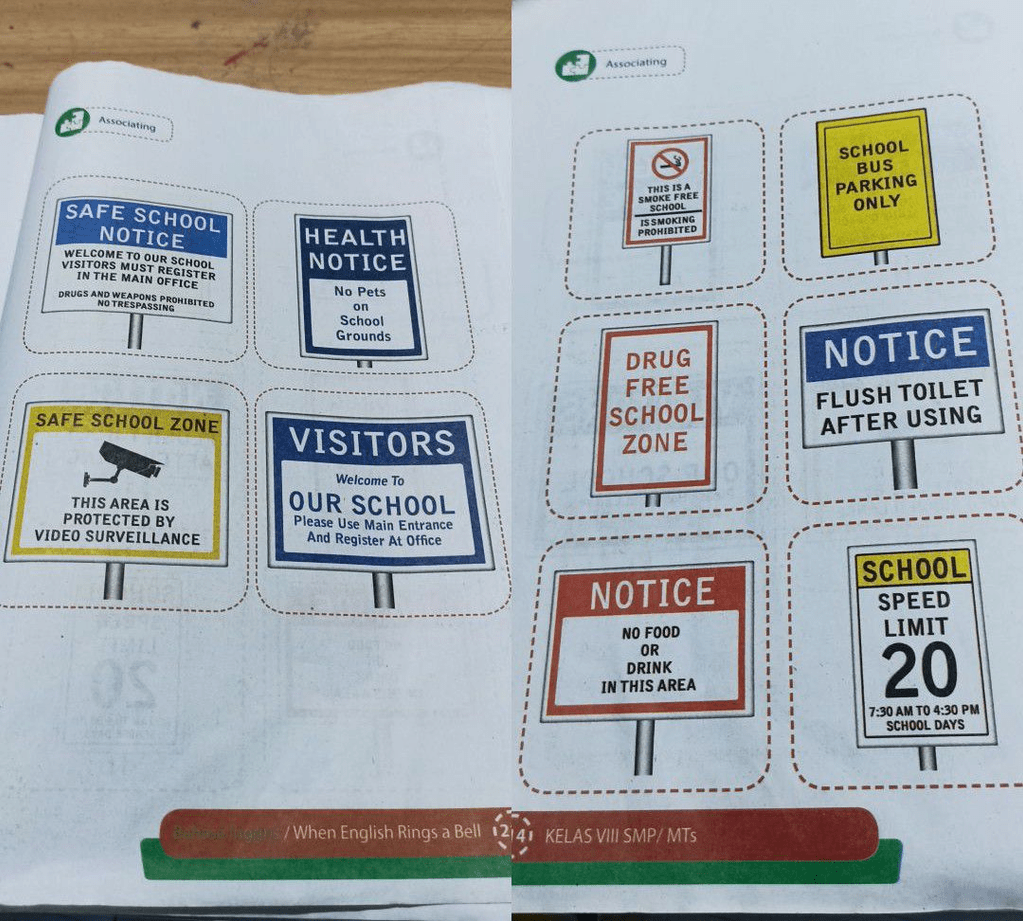 Associating
SAFE SCHOOL
NOTICE
WELCOME TO OUR SCHOOL
VISITORS MUST REGISTER
IN THE MAIN OFFICE
DRUGS AND WEAPONS PROHIBITED
NO TRESPASSING
HEALTH
NOTICE
No Pets
on
School
Grounds
SAFE SCHOOL ZONE
THIS AREA IS
PROTECTED BY
VIDEO SURVEILLANCE
VISITORS
Welcome To
OUR SCHOOL
Please Use Main Entrance
And Register At Office
Bahasa Inggris / When English Rings a Bell
Associating
THIS IS A
SMOKE FREE
SCHOOL
IS SMOKING
PROHIBITED
SCHOOL
BUS
PARKING
ONLY
DRUG
FREE
SCHOOL
ZONE
NOTICE
FLUSH TOILET
AFTER USING
NOTICE
NO FOOD
OR
DRINK
IN THIS AREA
SCHOOL
SPEED
LIMIT
20
7:30 AM TO 4:30 PM
SCHOOL DAYS
KELAS VIII SMP/ MTs